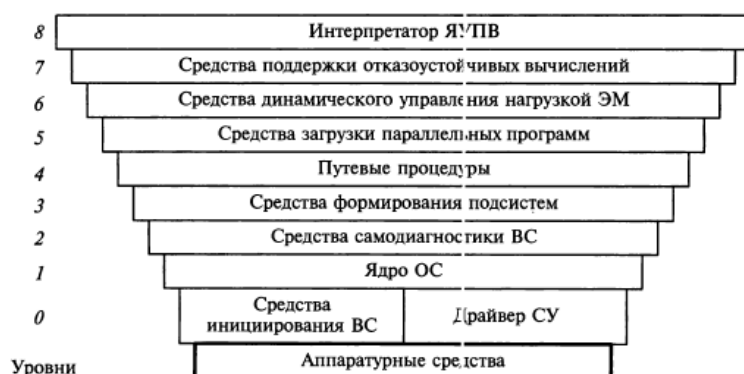 8 Интерпретатор ЯУПВ
7 Средства поддержки отказоустойчивых вычислений
6 Средства динамического управления нагрузкой ЭМ
5 Средства загрузки параллельных программ
4 Путевые процедуры
3 Средства формирования подсистем
2 Средства самодиагностики ВС
1 Ядро ОС
0 Средства инициирования ВС Драйвер СУ
Уровни Аппаратурные средства